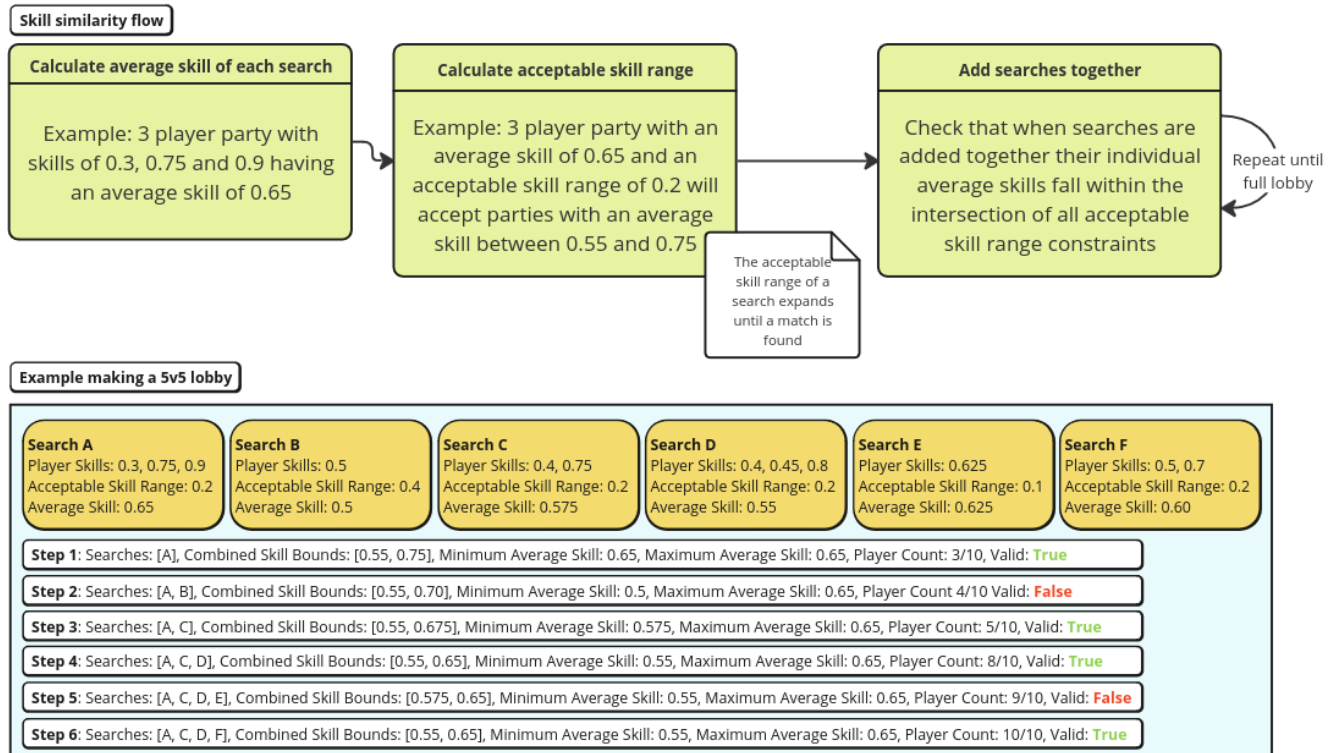 Skill similarity flow
Calculate average skill of each search
Example: 3 player party with
skills of 0.3, 0.75 and 0.9 having
an average skill of 0.65
Calculate acceptable skill range
Example: 3 player party with an
average skill of 0.65 and an
acceptable skill range of 0.2 will
accept parties with an average
skill between 0.55 and 0.75
The acceptable
skill range of a
search expands
until a match is
found
Add searches together
Check that when searches are
added together their individual
average skills fall within the
intersection of all acceptable
skill range constraints
Repeat until
full lobby
Example making a 5v5 lobby
Search A
Player Skills: 0.3, 0.75, 0.9
Acceptable Skill Range: 0.2
Average Skill: 0.65
Search B
Player Skills: 0.5
Acceptable Skill Range: 0.4
Average Skill: 0.5
Search C
Player Skills: 0.4, 0.75
Acceptable Skill Range: 0.2
Average Skill: 0.575
Search D
Player Skills: 0.4, 0.45, 0.8
Acceptable Skill Range: 0.2
Average Skill: 0.55
Search E
Player Skills: 0.625
Acceptable Skill Range: 0.1
Average Skill: 0.625
Search F
Player Skills: 0.5, 0.7
Acceptable Skill Range: 0.2
Average Skill: 0.60
Step 1: Searches: [A], Combined Skill Bounds: [0.55, 0.75], Minimum Average Skill: 0.65, Maximum Average Skill: 0.65, Player Count: 3/10, Valid: True
Step 2: Searches: [A, B], Combined Skill Bounds: [0.55, 0.70], Minimum Average Skill: 0.5, Maximum Average Skill: 0.65, Player Count 4/10 Valid: False
Step 3: Searches: [A, C], Combined Skill Bounds: [0.55, 0.675], Minimum Average Skill: 0.575, Maximum Average Skill: 0.65, Player Count: 5/10, Valid: True
Step 4: Searches: [A, C, D], Combined Skill Bounds: [0.55, 0.65], Minimum Average Skill: 0.55, Maximum Average Skill: 0.65, Player Count: 8/10, Valid: True
Step 5: Searches: [A, C, D, E], Combined Skill Bounds: [0.575, 0.65], Minimum Average Skill: 0.55, Maximum Average Skill: 0.65, Player Count: 9/10, Valid: False
Step 6: Searches: [A, C, D, F], Combined Skill Bounds: [0.55, 0.65], Minimum Average Skill: 0.55, Maximum Average Skill: 0.65, Player Count: 10/10, Valid: True